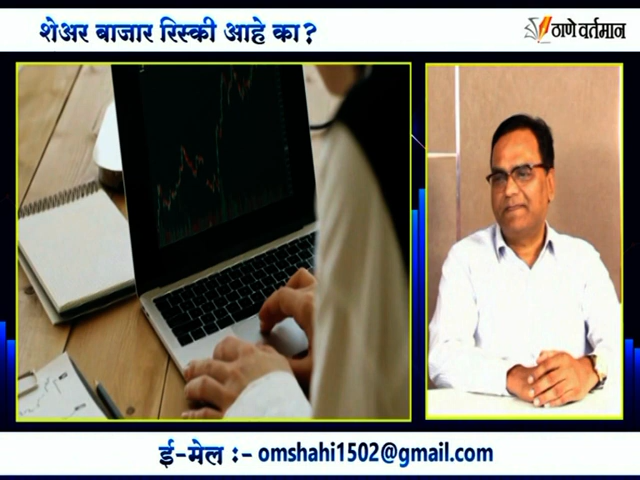 शेअर बाजार रिस्की आहे का?
ठाणे वर्तमान
ई-मेल :- omshahi1502@gmail.com